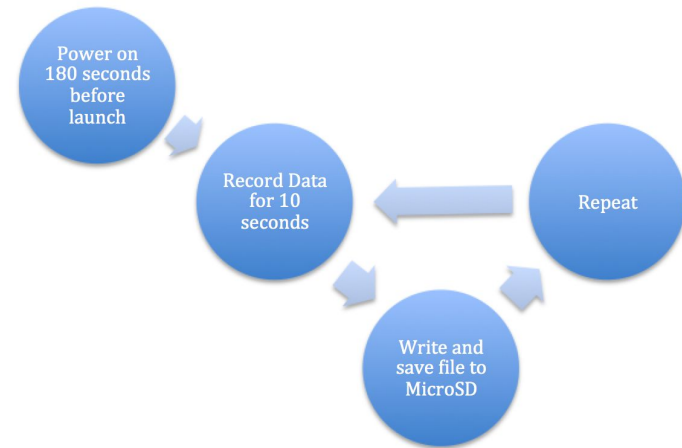 Power on
180 seconds
before
launch
Record Data
for 10
seconds
Repeat
Write and
save file to
MicroSD